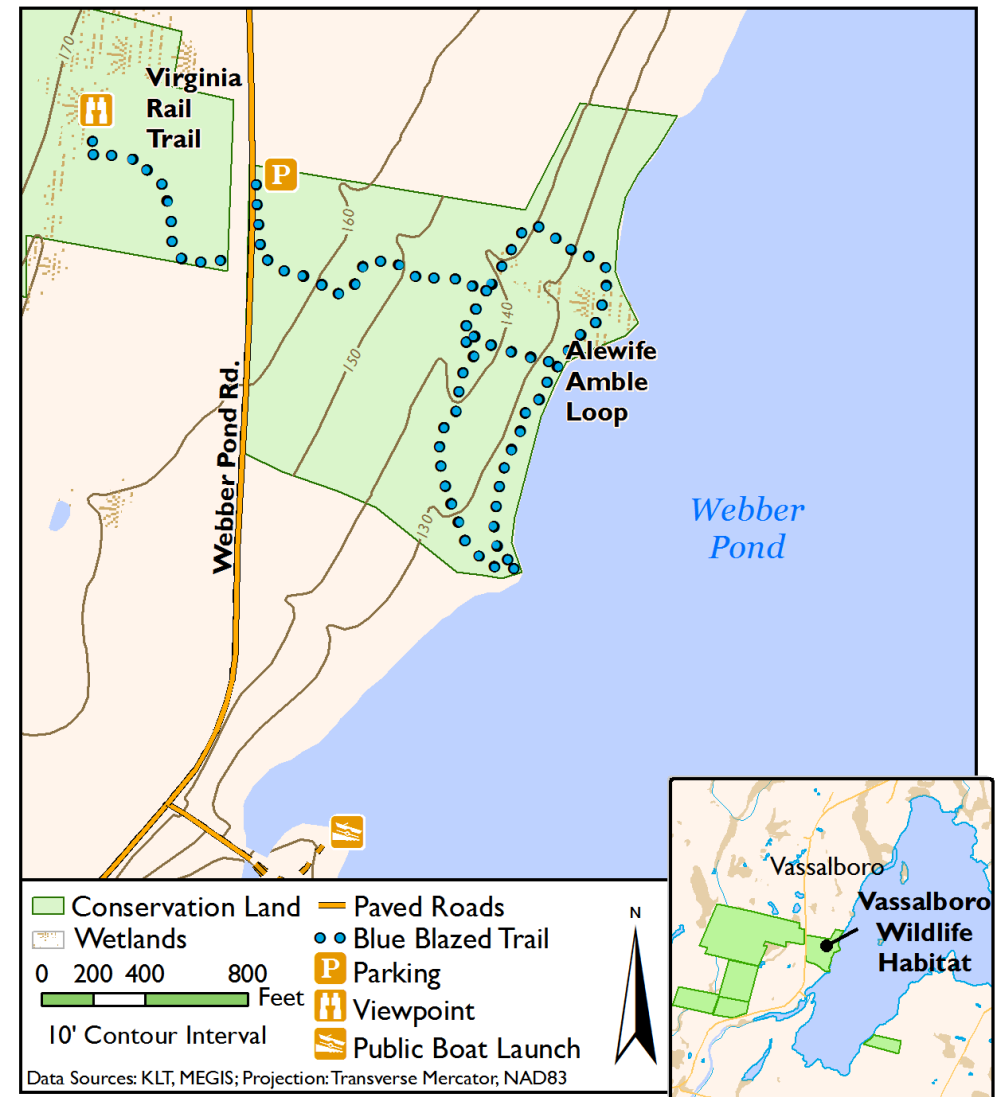 170
Virginia
Rail
Trail
P
160
140
150
Alewife
Amble
Loop
Webber Pond Rd.
130
Webber
Pond
Conservation Land
Wetlands
0 200 400 800
Feet
10' Contour Interval
Paved Roads
Blue Blazed Trail
P Parking
Viewpoint
Public Boat Launch
N
Data Sources: KLT, MEGIS; Projection: Transverse Mercator, NAD83
Vassalboro
Vassalboro
Wildlife
Habitat